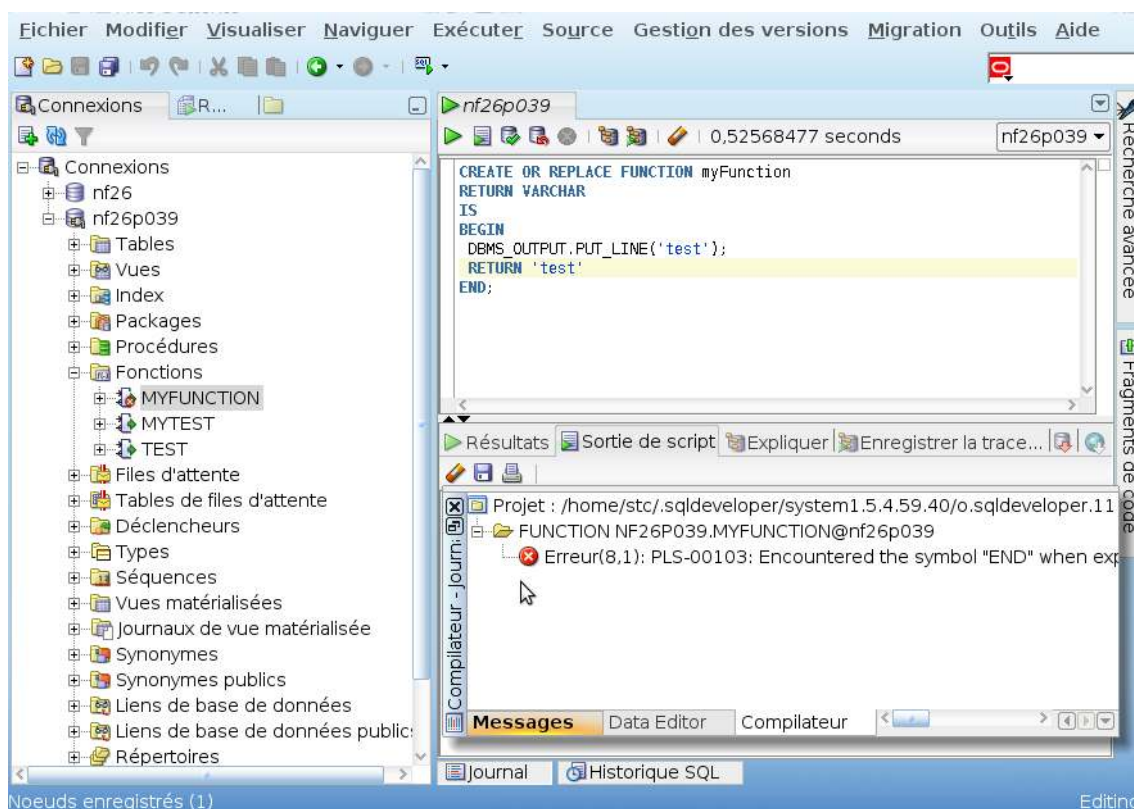 Fichier Modifier Visualiser Naviguer Exécuter Source Gestion des versions Migration Outils Aide
Connexions R...
Connexions
nf26
nf26p039
Tables
Vues
Index
Packages
Procédures
Fonctions
MYFUNCTION
MYTEST
TEST
Files d'attente
Tables de files d'attente
Déclencheurs
Types
Séquences
Vues matérialisées
Journaux de vue matérialisée
Synonymes
Synonymes publics
Liens de base de données
Liens de base de données public
Répertoires
Noeuds enregistrés (1)
nf26p039
0,52568477 seconds nf26p039
CREATE OR REPLACE FUNCTION myFunction
RETURN VARCHAR
IS
BEGIN
DBMS_OUTPUT.PUT_LINE('test');
RETURN 'test'
END;
Résultats Sortie de script Expliquer Enregistrer la trace...
Projet : /home/stc/.sqldeveloper/system1.5.4.59.40/o.sqldeveloper.11
FUNCTION NF26P039.MYFUNCTION@nf26p039
Erreur(8,1): PLS-00103: Encountered the symbol "END" when exp
Compilateur - Journ
Messages Data Editor Compilateur
Journal Historique SQL
Editing
Recherche avancée
Fragments de code